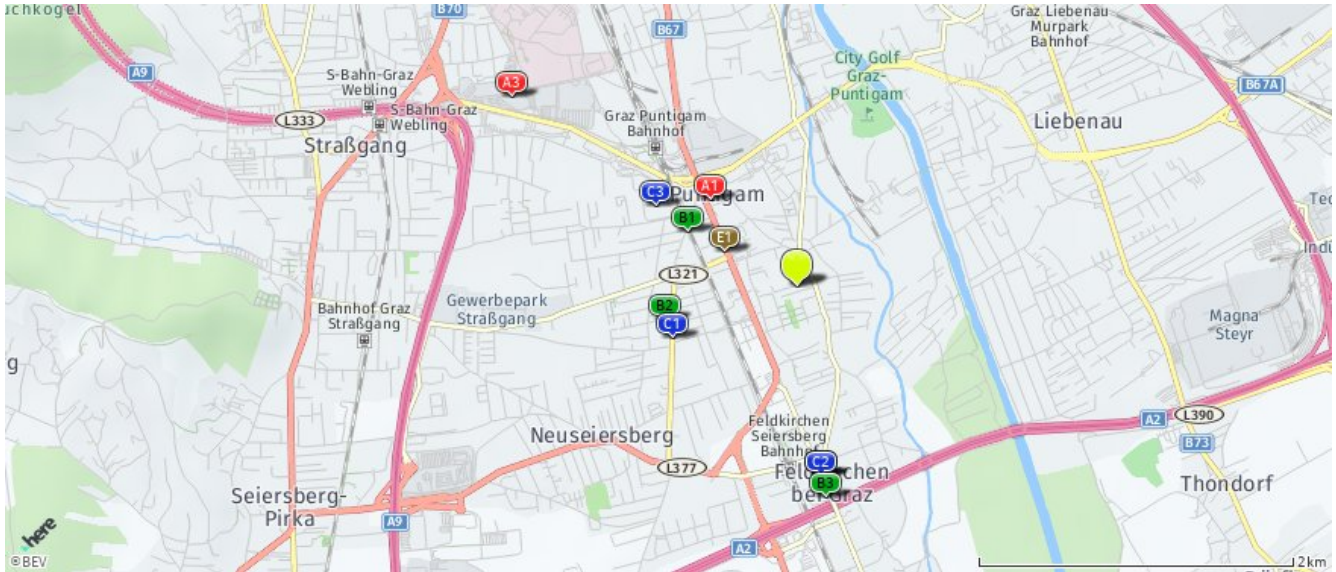 uchkogel
B70
B67
Graz Liebenau
Murpark
Bahnhof
A9
S-Bahn-Graz
Webling
A3
City Golf
Graz-
Puntigam
B67A
L333
S-Bahn-Graz
Webling
Straßgang
Graz Puntigam
Bahnhof
Liebenau
C3
A1
B1
E1
L321
Gewerbepark
Straßgang
Bahnhof Graz
Straßgang
B2
C1
Magna
Steyr
g
Neuseiersberg
Feldkirchen
Seiersberg
Bahnhof
A2
L390
B73
L377
C2
bei Graz
B3
Seiersberg-
Pirka
Thondorf
A9
A2
here
©BEV
2km